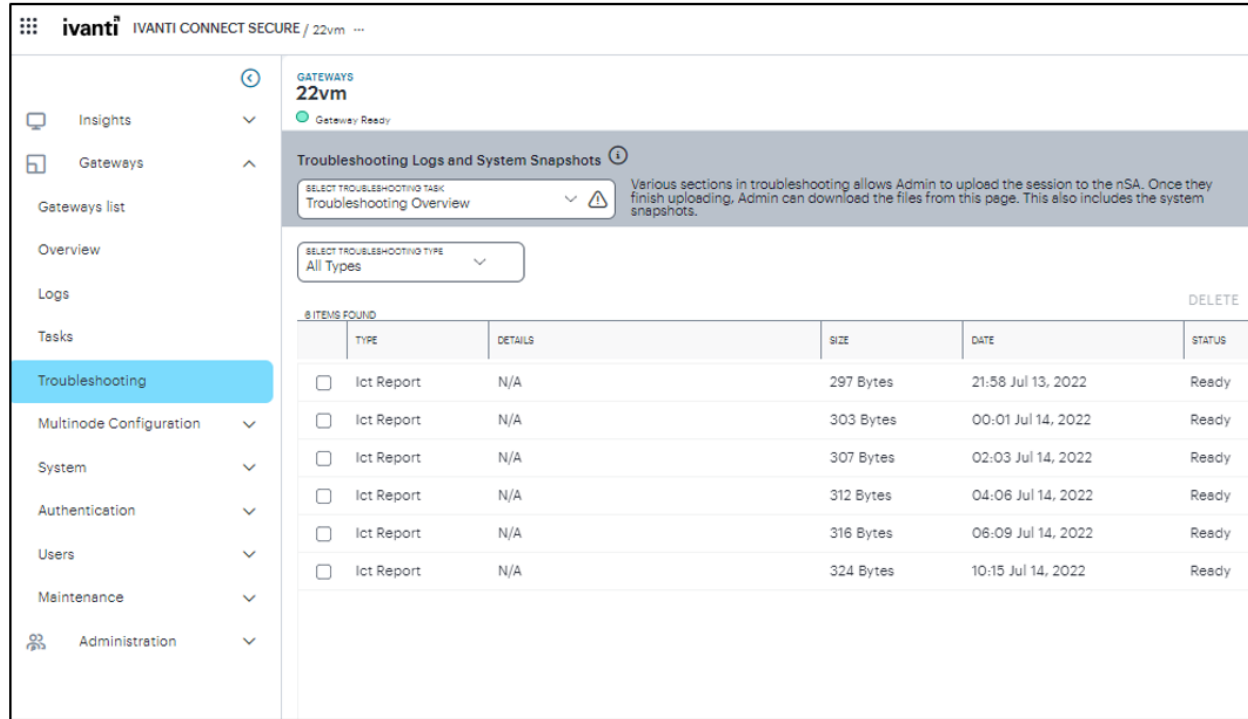 ivanti IVANTI CONNECT SECURE / 22vm ...
Insights
Gateways
Gateways list
Overview
Logs
Tasks
Troubleshooting
Multinode Configuration
System
Authentication
Users
Maintenance
Administration
GATEWAYS
22vm
Gateway Ready
Troubleshooting Logs and System Snapshots
SELECT TROUBLESHOOTING TASK
Troubleshooting Overview
Various sections in troubleshooting allows Admin to upload the session to the nSA. Once they
finish uploading, Admin can download the files from this page. This also includes the system
snapshots.
SELECT TROUBLESHOOTING TYPE
All Types
DELETE
6 ITEMS FOUND
TYPE DETAILS SIZE DATE STATUS
Ict Report N/A 297 Bytes 21:58 Jul 13, 2022 Ready
Ict Report N/A 303 Bytes 00:01 Jul 14, 2022 Ready
Ict Report N/A 307 Bytes 02:03 Jul 14, 2022 Ready
Ict Report N/A 312 Bytes 04:06 Jul 14, 2022 Ready
Ict Report N/A 316 Bytes 06:09 Jul 14, 2022 Ready
Ict Report N/A 324 Bytes 10:15 Jul 14, 2022 Ready